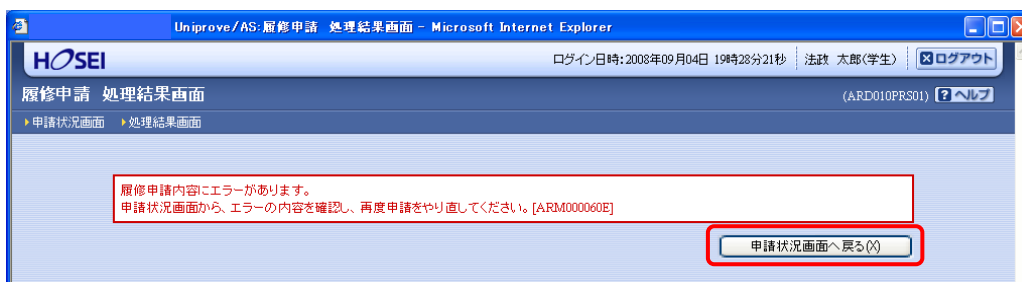 Uniprove/AS:履修申請 処理結果画面 - Microsoft Internet Explorer
HOSEI
ログイン日時:2008年09月04日 19時28分21秒 法政 太郎(学生) ログアウト
履修申請 処理結果画面 (ARD010PRS01) ? ヘルプ
申請状況画面 処理結果画面
履修申請内容にエラーがあります。
申請状況画面から、エラーの内容を確認し、再度申請をやり直してください。[ARM000060E]
申請状況画面へ戻る(X)